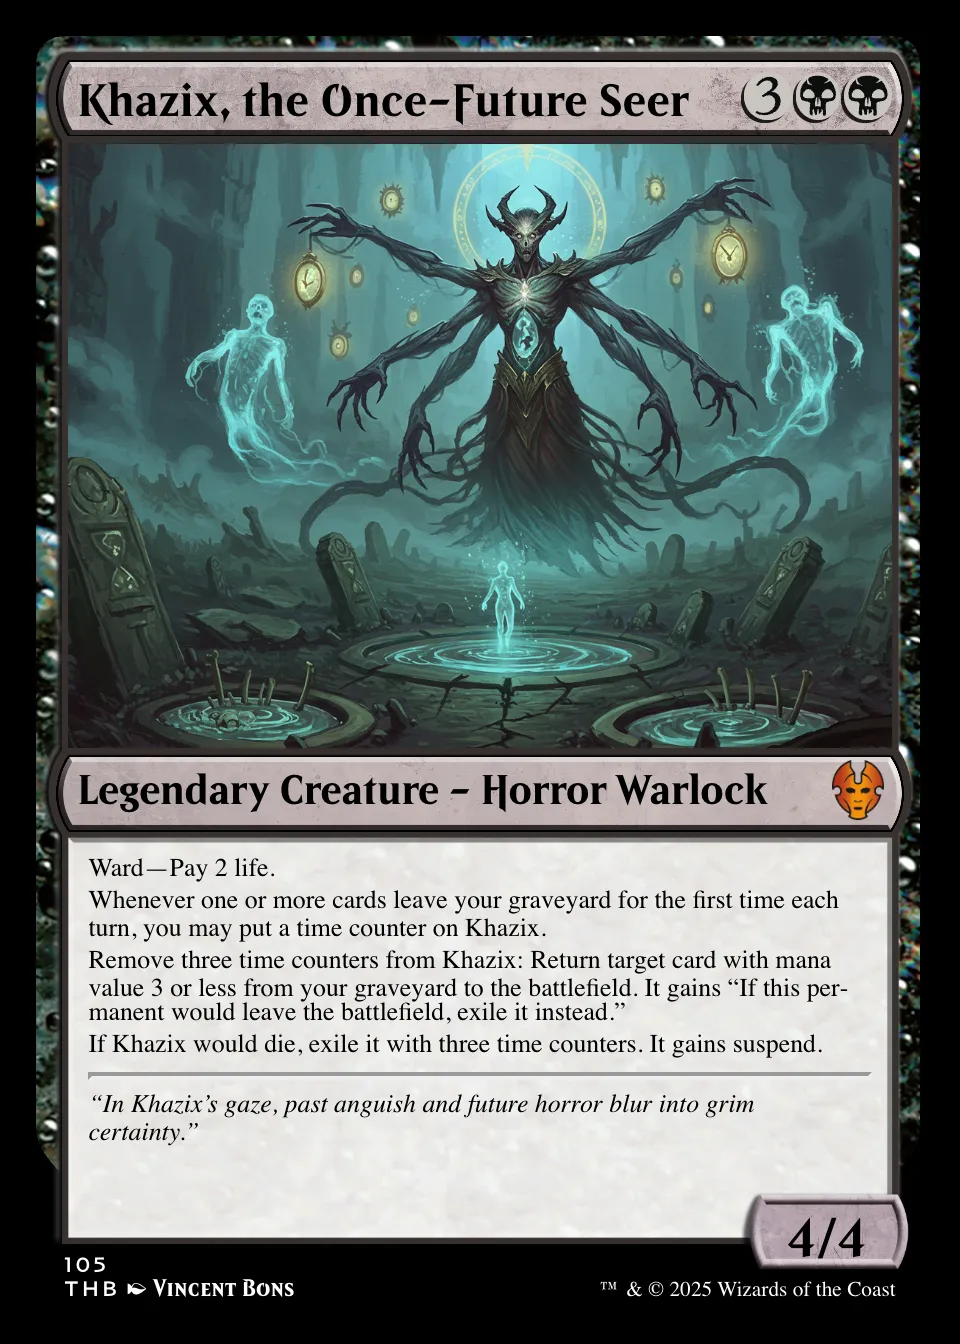 Khazix, the Once-Future Seer 3
Legendary Creature – Horror Warlock
Ward—Pay 2 life.
Whenever one or more cards leave your graveyard for the first time each
turn, you may put a time counter on Khazix.
Remove three time counters from Khazix: Return target card with mana
value 3 or less from your graveyard to the battlefield. It gains “If this per-
manent would leave the battlefield, exile it instead.”
If Khazix would die, exile it with three time counters. It gains suspend.
“In Khazix’s gaze, past anguish and future horror blur into grim
certainty.”
4/4
105
THB Vincent Bons
™ & © 2025 Wizards of the Coast